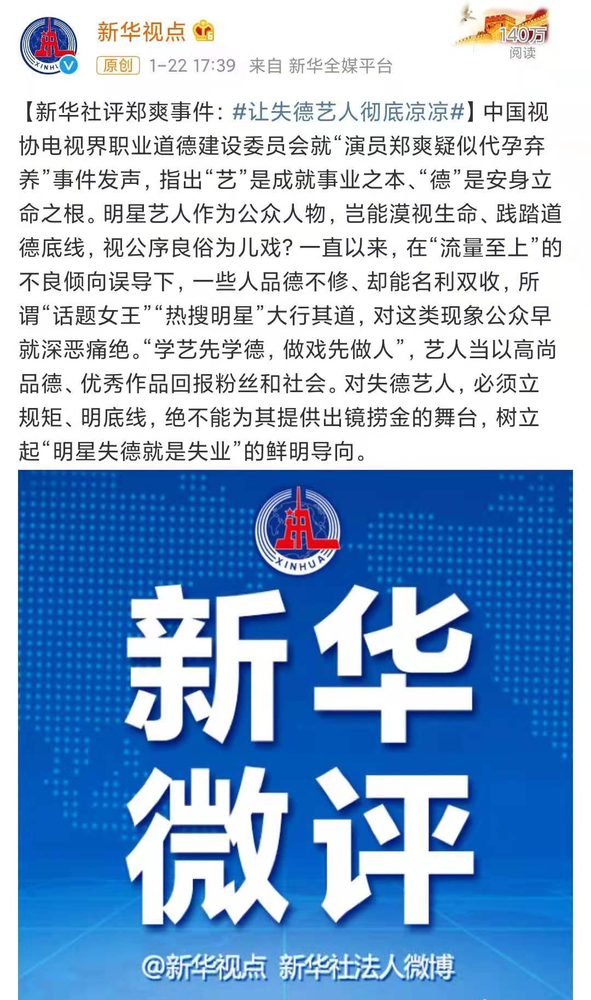 新华视点
140万
阅读
原创 1-22 17:39 来自 新华全媒平台
【新华社评郑爽事件：#让失德艺人彻底凉凉#】中国视
协电视界职业道德建设委员会就“演员郑爽疑似代孕弃
养”事件发声，指出“艺”是成就事业之本、“德”是安身立
命之根。明星艺人作为公众人物，岂能漠视生命、践踏道
德底线，视公序良俗为儿戏？一直以来，在“流量至上”的
不良倾向误导下，一些人品德不修、却能名利双收，所
谓“话题女王”“热搜明星”大行其道，对这类现象公众早
就深恶痛绝。“学艺先学德，做戏先做人”，艺人当以高尚
品德、优秀作品回报粉丝和社会。对失德艺人，必须立
规矩、明底线，绝不能为其提供出镜捞金的舞台，树立
起“明星失德就是失业”的鲜明导向。
XINHUA
新华
微评
@新华视点 新华社法人微博